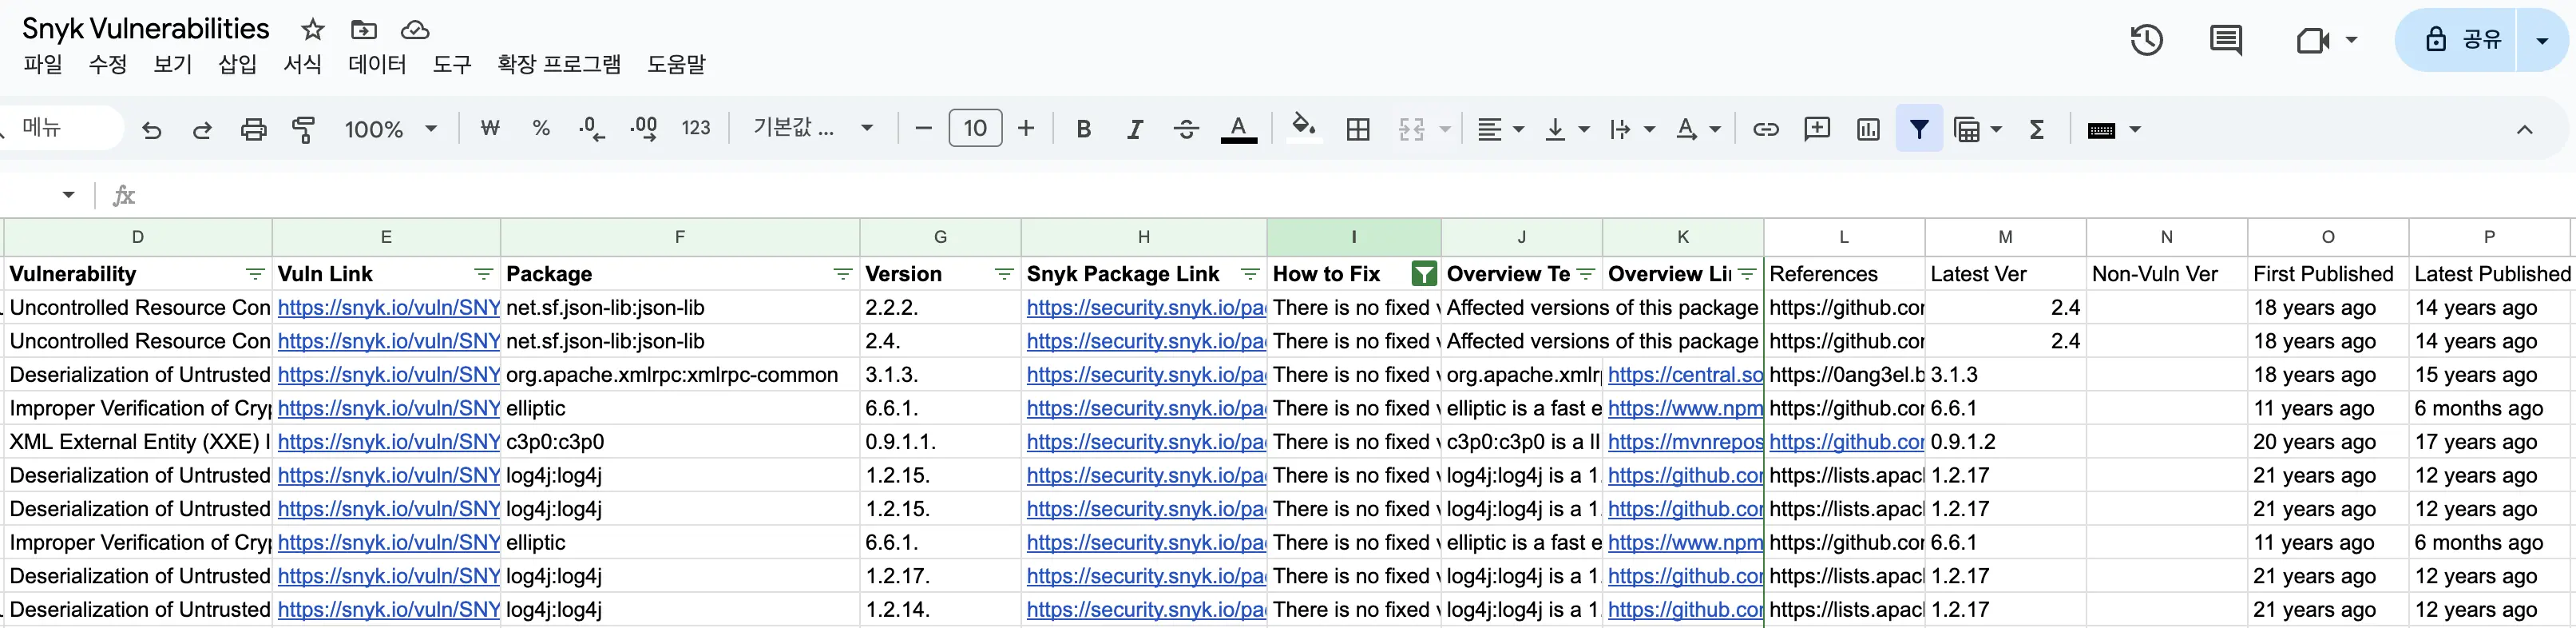 Snyk Vulnerabilities
파일 수정 보기 삽입 서식 데이터 도구 확장 프로그램 도움말
공유
메뉴 100% ₩ % .0 .00 123 기본값 ... 10 B I A
fx
D E F G H I J K L M N O P
Vulnerability Vuln Link Package Version Snyk Package Link How to Fix Overview Te Overview Li References Latest Ver Non-Vuln Ver First Published Latest Published
Uncontrolled Resource Con https://snyk.io/vuln/SNY net.sf.json-lib:json-lib 2.2.2. https://security.snyk.io/pa There is no fixed Affected versions of this package https://github.cor 2.4 18 years ago 14 years ago
Uncontrolled Resource Con https://snyk.io/vuln/SNY net.sf.json-lib:json-lib 2.4. https://security.snyk.io/pa There is no fixed Affected versions of this package https://github.cor 2.4 18 years ago 14 years ago
Deserialization of Untrusted https://snyk.io/vuln/SNY org.apache.xmlrpc:xmlrpc-common 3.1.3. https://security.snyk.io/pa There is no fixed org.apache.xmlr https://central.so https://0ang3el.b 3.1.3 18 years ago 15 years ago
Improper Verification of Cryp https://snyk.io/vuln/SNY elliptic 6.6.1. https://security.snyk.io/pa There is no fixed elliptic is a fast e https://www.npm https://github.cor 6.6.1 11 years ago 6 months ago
XML External Entity (XXE) I https://snyk.io/vuln/SNY c3p0:c3p0 0.9.1.1. https://security.snyk.io/pa There is no fixed c3p0:c3p0 is a li https://mvnrepos https://github.cor 0.9.1.2 20 years ago 17 years ago
Deserialization of Untrusted https://snyk.io/vuln/SNY log4j:log4j 1.2.15. https://security.snyk.io/pa There is no fixed log4j:log4j is a 1. https://github.cor https://lists.apac 1.2.17 21 years ago 12 years ago
Deserialization of Untrusted https://snyk.io/vuln/SNY log4j:log4j 1.2.15. https://security.snyk.io/pa There is no fixed log4j:log4j is a 1. https://github.cor https://lists.apac 1.2.17 21 years ago 12 years ago
Improper Verification of Cryp https://snyk.io/vuln/SNY elliptic 6.6.1. https://security.snyk.io/pa There is no fixed elliptic is a fast e https://www.npm https://github.cor 6.6.1 11 years ago 6 months ago
Deserialization of Untrusted https://snyk.io/vuln/SNY log4j:log4j 1.2.17. https://security.snyk.io/pa There is no fixed log4j:log4j is a 1. https://github.cor https://lists.apac 1.2.17 21 years ago 12 years ago
Deserialization of Untrusted https://snyk.io/vuln/SNY log4j:log4j 1.2.14. https://security.snyk.io/pa There is no fixed log4j:log4j is a 1. https://github.cor https://lists.apac 1.2.17 21 years ago 12 years ago